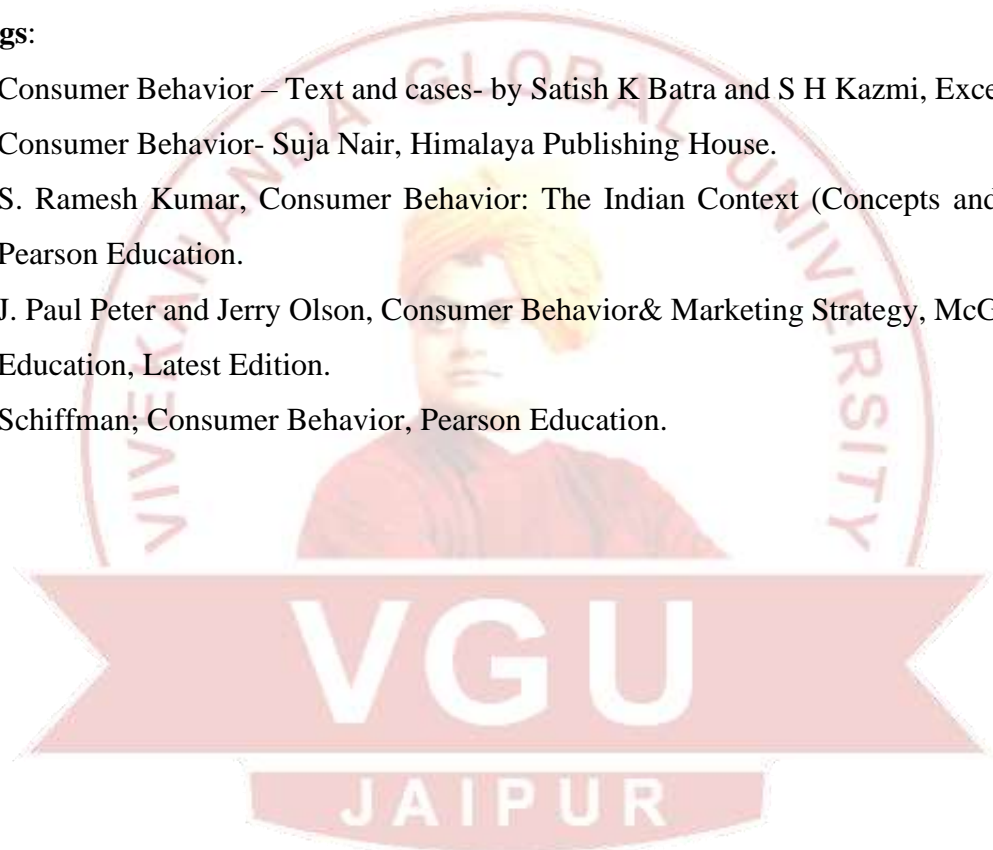 gs:
Consumer Behavior – Text and cases- by Satish K Batra and S H Kazmi, Exce
Consumer Behavior- Suja Nair, Himalaya Publishing House.
S. Ramesh Kumar, Consumer Behavior: The Indian Context (Concepts and
Pearson Education.
J. Paul Peter and Jerry Olson, Consumer Behavior& Marketing Strategy, McG
Education, Latest Edition.
Schiffman; Consumer Behavior, Pearson Education.
VIVEKANANDA GLOBAL UNIVERSITY
VGU
JAIPUR